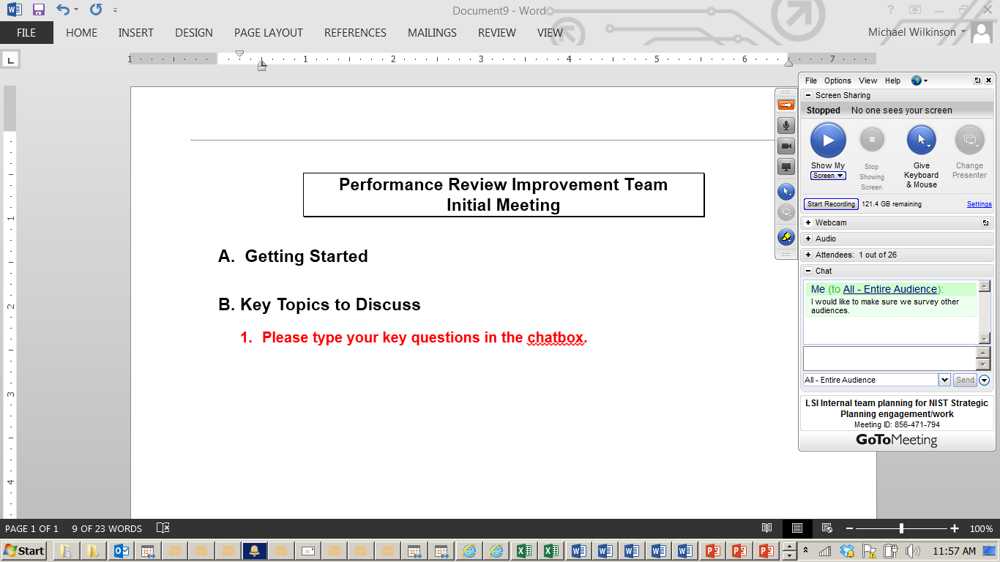 Document9 - Word
FILE HOME INSERT DESIGN PAGE LAYOUT REFERENCES MAILINGS REVIEW VIEW
Michael Wilkinson
L
1 1 2 3 4 5 6 7
Performance Review Improvement Team
Initial Meeting
A. Getting Started
B. Key Topics to Discuss
1. Please type your key questions in the chatbox.
1
2
3
4
File Options View Help
Screen Sharing
Stopped No one sees your screen
Show My
Screen
Stop
Showing
Screen
Give
Keyboard
& Mouse
Change
Presenter
Start Recording 121.4 GB remaining Settings
Webcam
Audio
Attendees: 1 out of 26
Chat
Me (to All - Entire Audience):
I would like to make sure we survey other
audiences.
All - Entire Audience Send
LSI Internal team planning for NIST Strategic
Planning engagement/work
Meeting ID: 856-471-794
GoToMeeting
PAGE 1 OF 1 9 OF 23 WORDS 100%
Start 11:57 AM